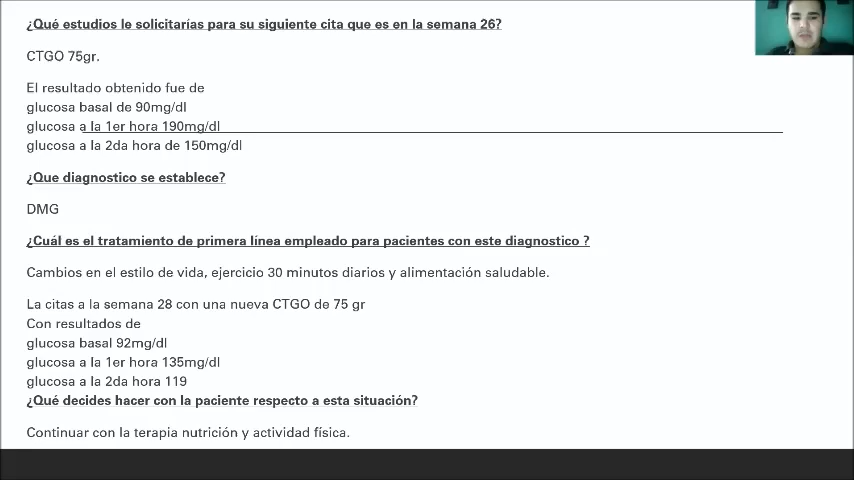 ¿Qué estudios le solicitarías para su siguiente cita que es en la semana 26?
CTGO 75gr.
El resultado obtenido fue de
glucosa basal de 90mg/dl
glucosa a la 1er hora 190mg/dl
glucosa a la 2da hora de 150mg/dl
¿Que diagnostico se establece?
DMG
¿Cuál es el tratamiento de primera línea empleado para pacientes con este diagnostico ?
Cambios en el estilo de vida, ejercicio 30 minutos diarios y alimentación saludable.
La citas a la semana 28 con una nueva CTGO de 75 gr
Con resultados de
glucosa basal 92mg/dl
glucosa a la 1er hora 135mg/dl
glucosa a la 2da hora 119
¿Qué decides hacer con la paciente respecto a esta situación?
Continuar con la terapia nutrición y actividad física.